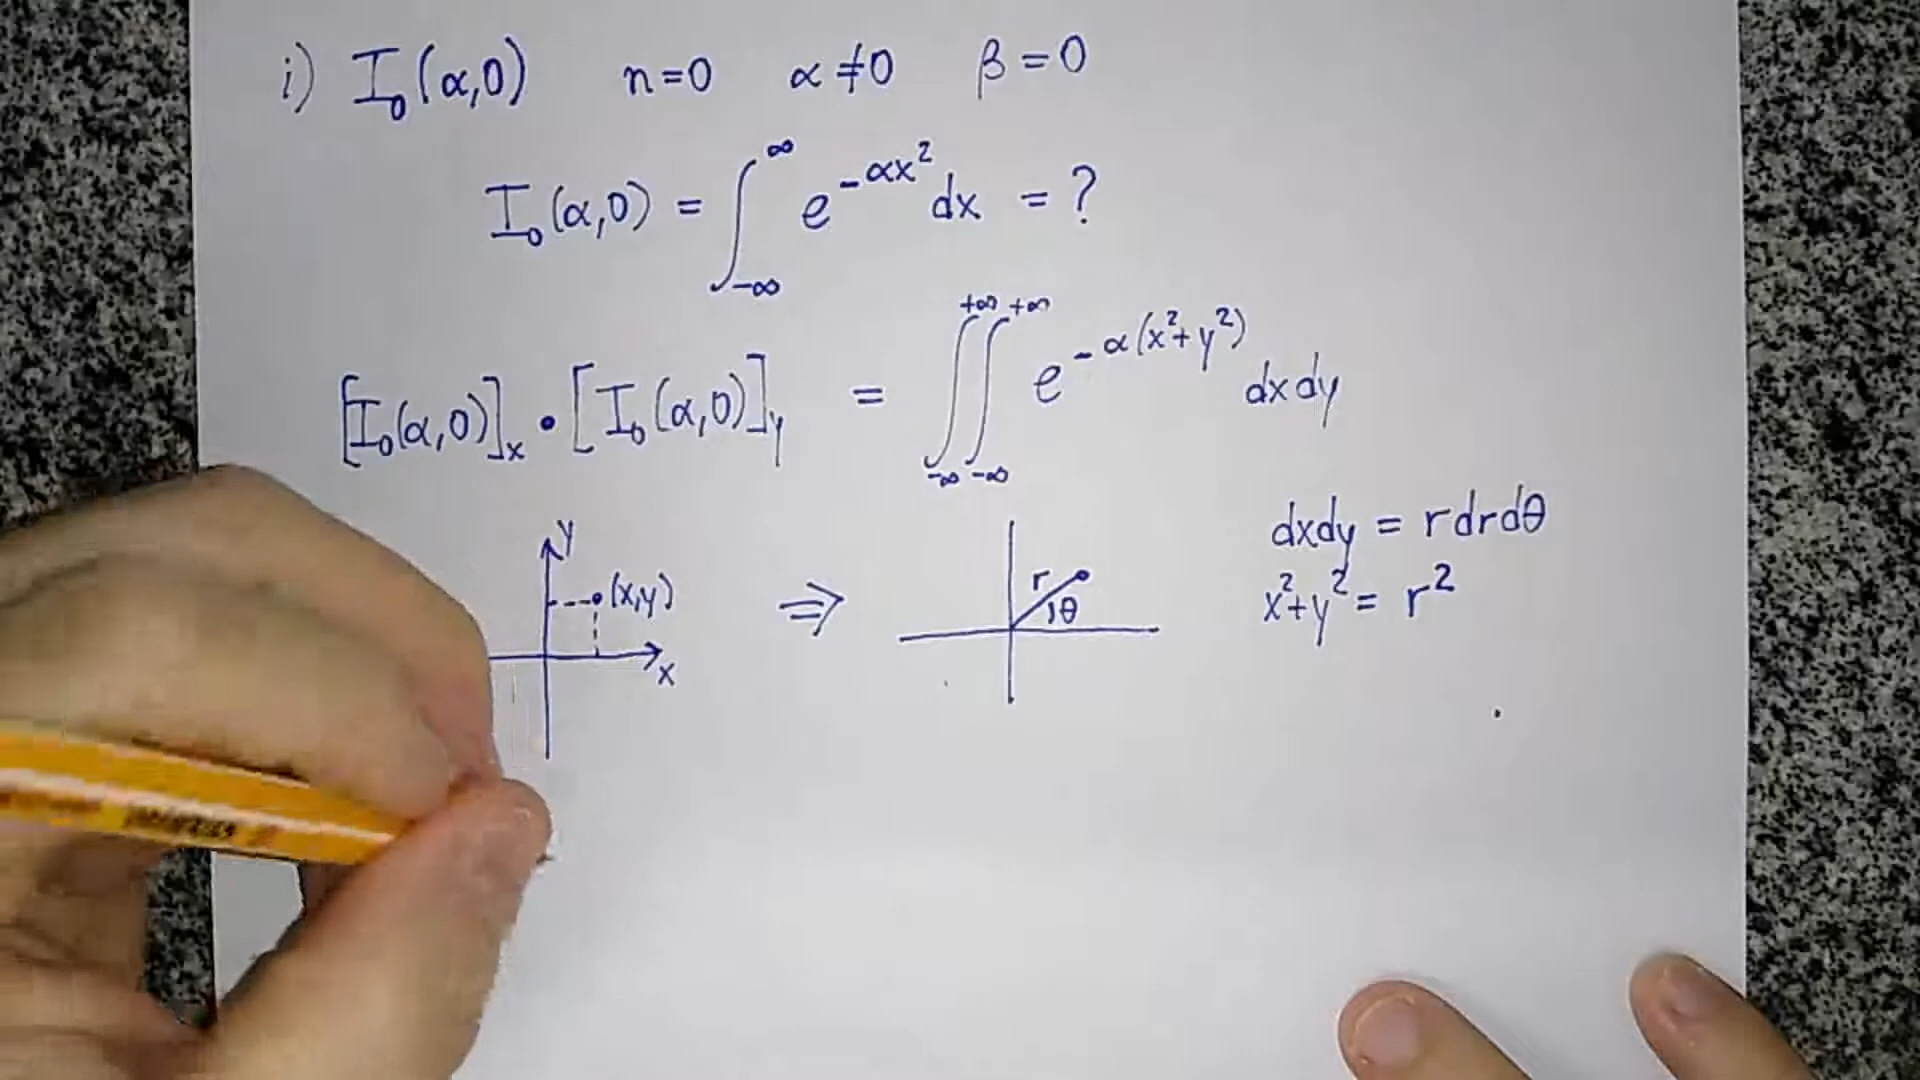 i) I₀(α,0) n=0 α≠0 β=0
I₀(α,0) = ∫_{-∞}^{∞} e^{-αx²} dx = ?
[I₀(α,0)]ₓ • [I₀(α,0)]_y = ∫_{-∞}^{+∞} ∫_{-∞}^{+∞} e^{-α(x²+y²)} dxdy
y
(x,y)
x
⇒
r
θ
dxdy = rdrdθ
x²+y² = r²